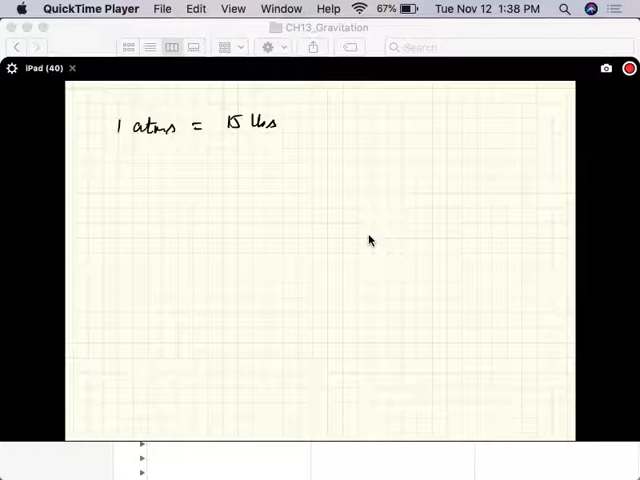 QuickTime Player File Edit View Window Help 67% Tue Nov 12 1:38 PM
CH13_Gravitation
Search
iPad (40)
1 atms = 15 lbs